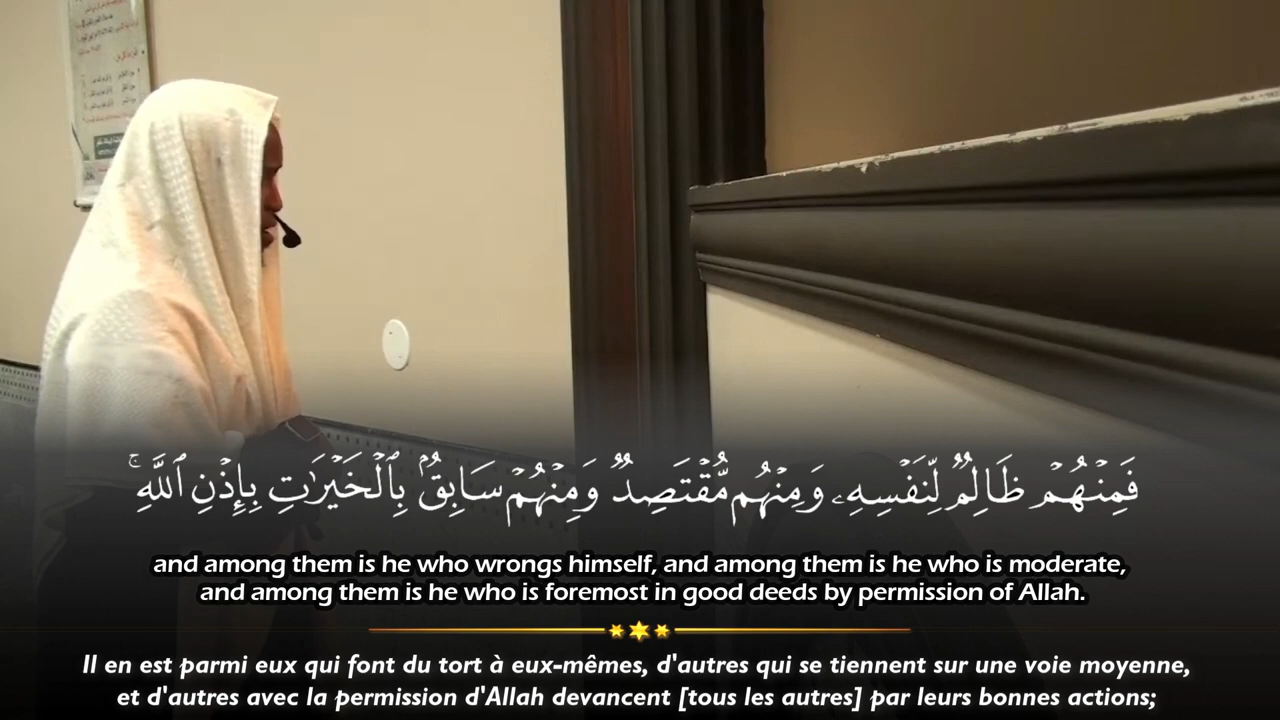 فَمِنْهُمْ ظَالِمٌ لِّنَفْسِهِۦ وَمِنْهُم مُّقْتَصِدٌ وَمِنْهُمْ سَابِقٌۢ بِٱلْخَيْرَٰتِ بِإِذْنِ ٱللَّهِ ۚ
and among them is he who wrongs himself, and among them is he who is moderate,
and among them is he who is foremost in good deeds by permission of Allah.
Il en est parmi eux qui font du tort à eux-mêmes, d'autres qui se tiennent sur une voie moyenne,
et d'autres avec la permission d'Allah devancent [tous les autres] par leurs bonnes actions;